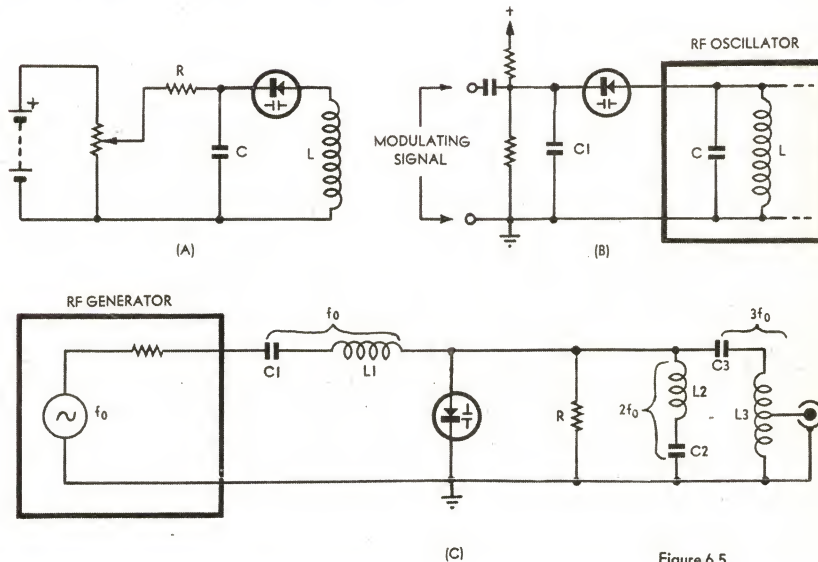 +
R
C
L
(A)
+
MODULATING
SIGNAL
C1
RF OSCILLATOR
C
L
(B)
RF GENERATOR
f₀
f₀
C1
L1
R
2f₀
L2
C2
3f₀
C3
L3
(C)
Figure 6.5